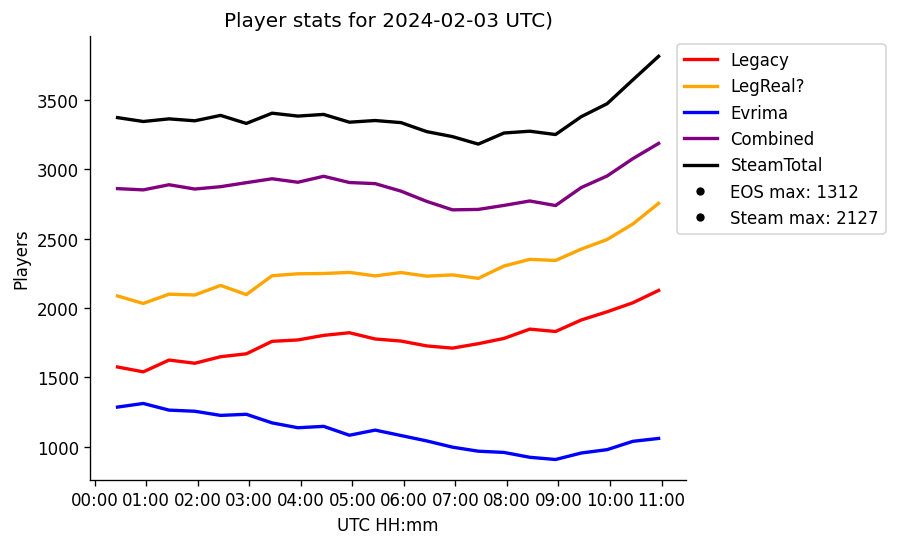 Player stats for 2024-02-03 UTC)
Legacy
LegReal?
Evrima
Combined
SteamTotal
EOS max: 1312
Steam max: 2127
Players
3500
3000
2500
2000
1500
1000
00:00 01:00 02:00 03:00 04:00 05:00 06:00 07:00 08:00 09:00 10:00 11:00
UTC HH:mm